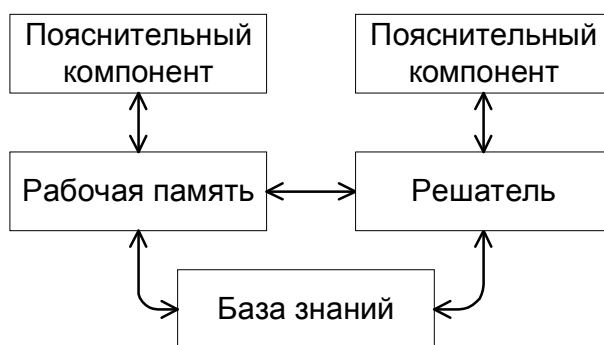 Пояснительный
компонент
Пояснительный
компонент
Рабочая память
Решатель
База знаний